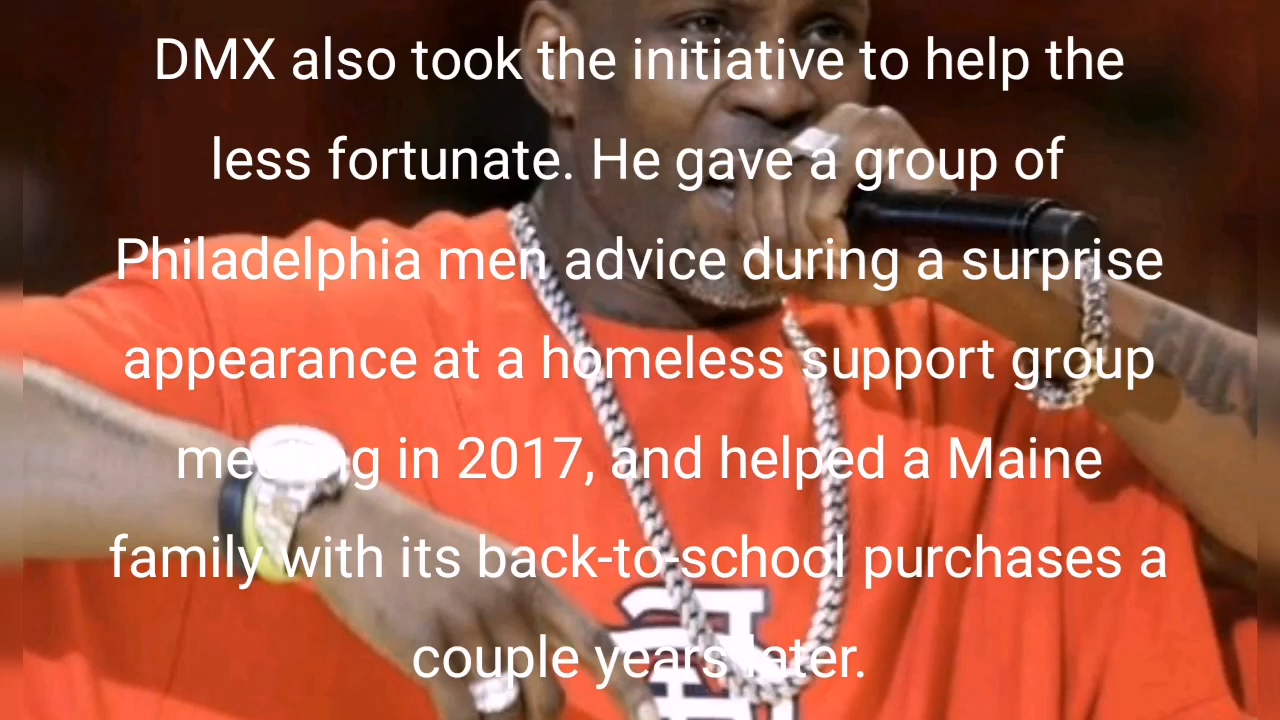 DMX also took the initiative to help the
less fortunate. He gave a group of
Philadelphia men advice during a surprise
appearance at a homeless support group
meeting in 2017, and helped a Maine
family with its back-to-school purchases a
couple years later.